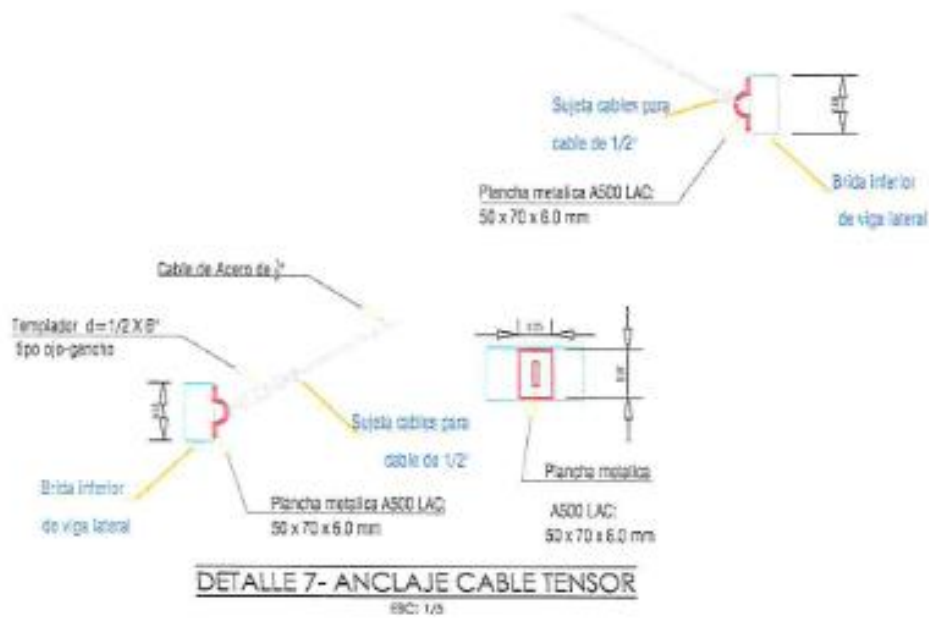 Sujeta cables para
cable de 1/2"
Plancha metalica A500 LAC:
50 x 70 x 6.0 mm
Brida inferior
de viga lateral
Cable de Acero de
Templador d=1/2 X 8"
tipo ojo-gancho
Sujeta cables para
cable de 1/2"
Brida inferior
de viga lateral
Plancha metalica A500 LAC:
50 x 70 x 6.0 mm
Plancha metalica
A500 LAC:
50 x 70 x 6.0 mm
DETALLE 7- ANCLAJE CABLE TENSOR
ESC: 1/5